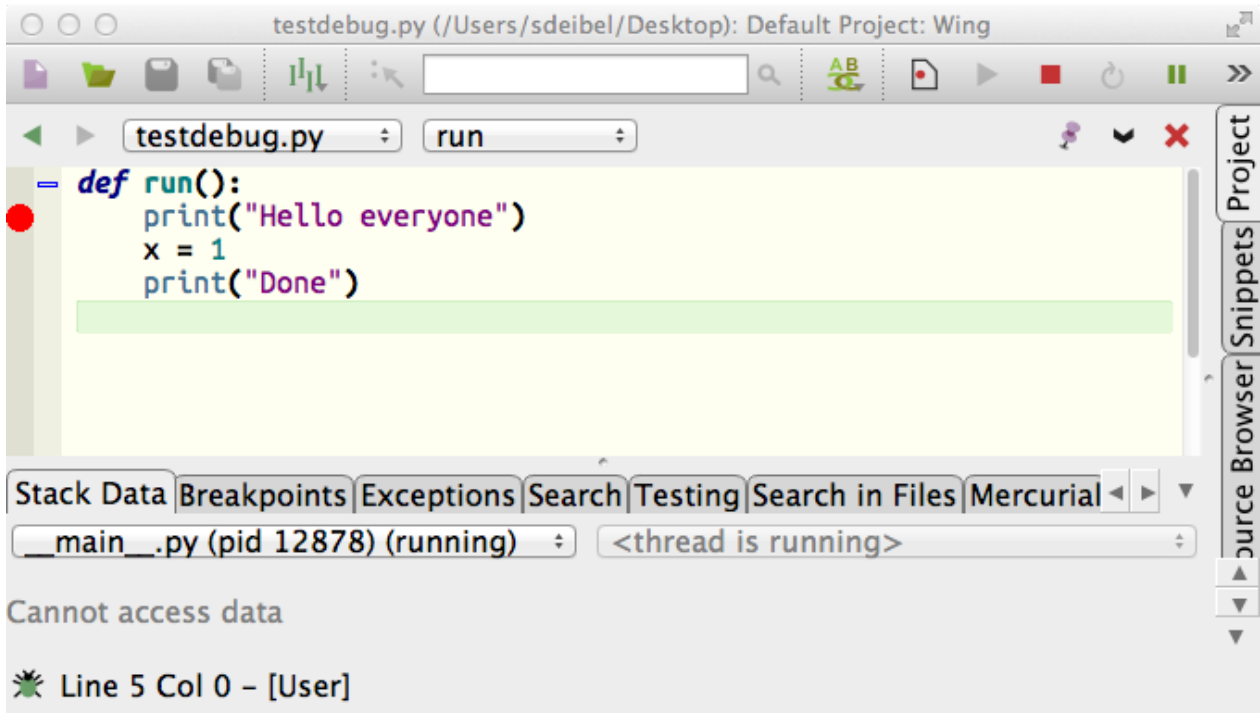 testdebug.py (/Users/sdeibel/Desktop): Default Project: Wing
AB
testdebug.py run
def run():
    print("Hello everyone")
    x = 1
    print("Done")
Project
Snippets
ource Browser
Stack Data Breakpoints Exceptions Search Testing Search in Files Mercurial
__main__.py (pid 12878) (running) <thread is running>
Cannot access data
Line 5 Col 0 – [User]